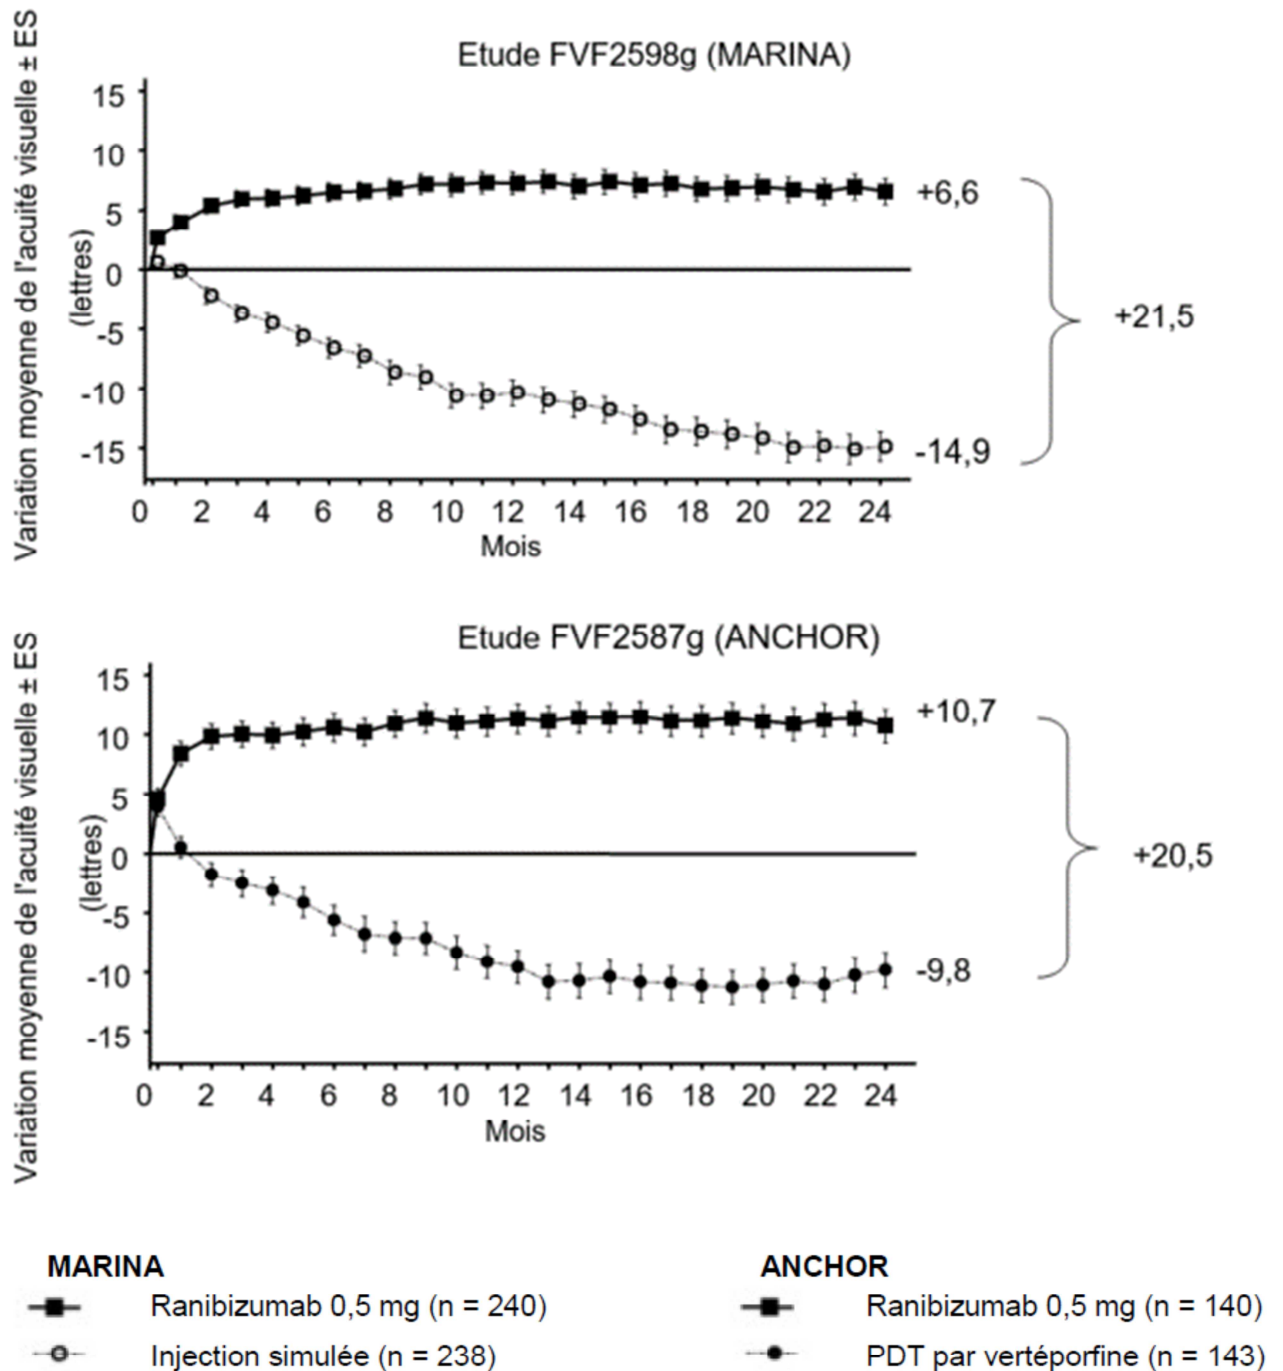 Etude FVF2598g (MARINA)
Variation moyenne de l'acuité visuelle ± ES
(lettres)
15
10
5
0
-5
-10
-15
+6,6
-14,9
+21,5
0 2 4 6 8 10 12 14 16 18 20 22 24
Mois
Etude FVF2587g (ANCHOR)
Variation moyenne de l'acuité visuelle ± ES
(lettres)
15
10
5
0
-5
-10
-15
+10,7
-9,8
+20,5
0 2 4 6 8 10 12 14 16 18 20 22 24
Mois
MARINA
Ranibizumab 0,5 mg (n = 240)
Injection simulée (n = 238)
ANCHOR
Ranibizumab 0,5 mg (n = 140)
PDT par vertéporfine (n = 143)